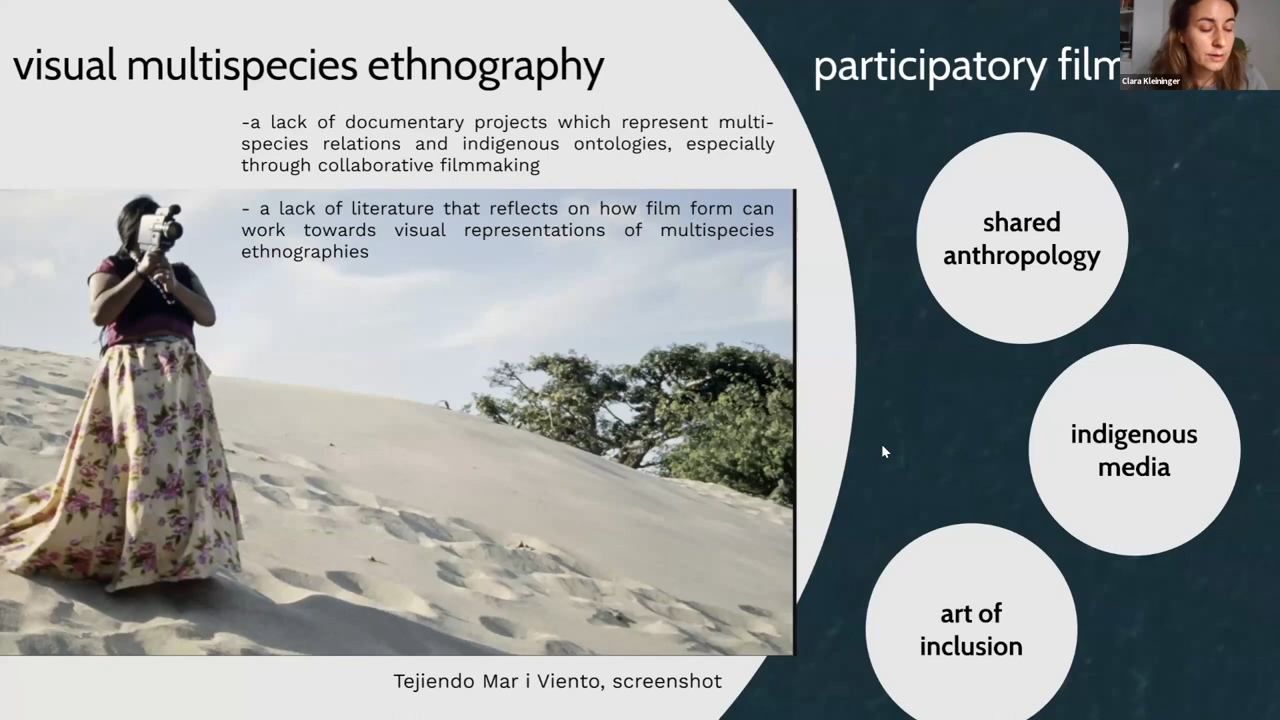 visual multispecies ethnography
-a lack of documentary projects which represent multi-
species relations and indigenous ontologies, especially
through collaborative filmmaking
- a lack of literature that reflects on how film form can
work towards visual representations of multispecies
ethnographies
Tejiendo Mar i Viento, screenshot
participatory film
Clara Kleininger
shared
anthropology
indigenous
media
art of
inclusion